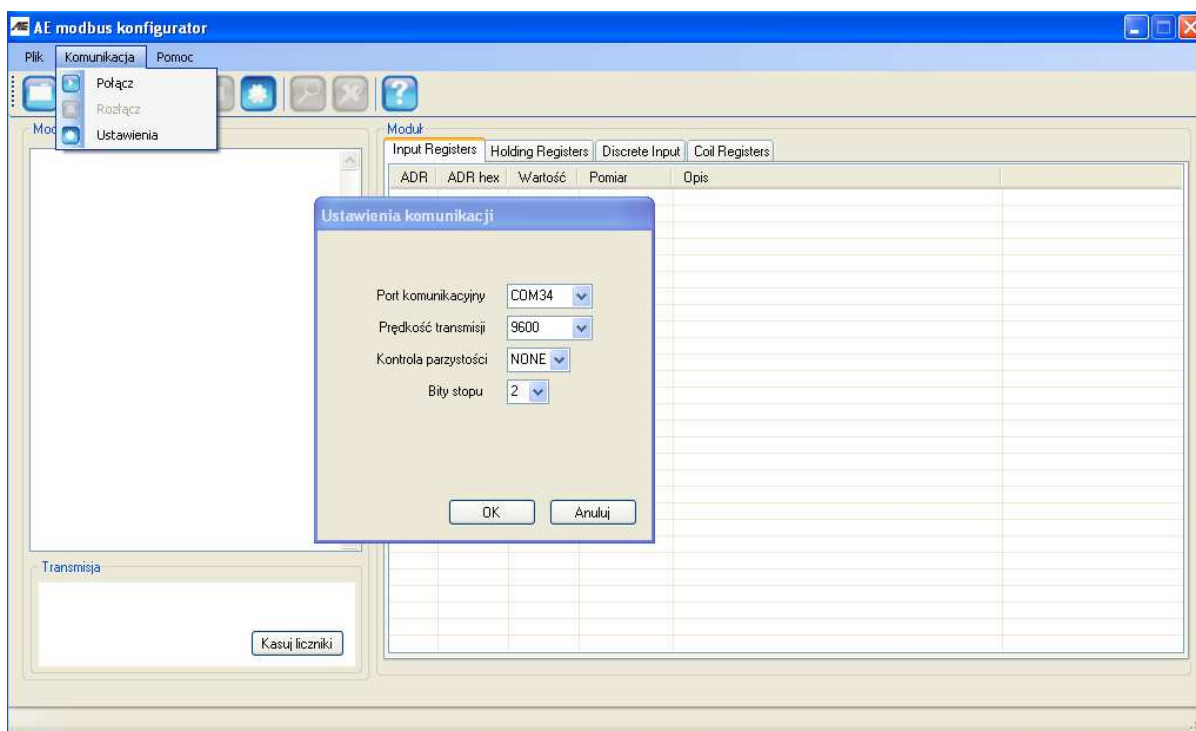 AE AE modbus konfigurator
Plik Komunikacja Pomoc
Połącz
Rozłącz
Ustawienia
?
Moduł
Input Registers Holding Registers Discrete Input Coil Registers
ADR ADR hex Wartość Pomiar Opis
Ustawienia komunikacji
Port komunikacyjny COM34
Prędkość transmisji 9600
Kontrola parzystości NONE
Bity stopu 2
OK Anuluj
Transmisja
Kasuj liczniki